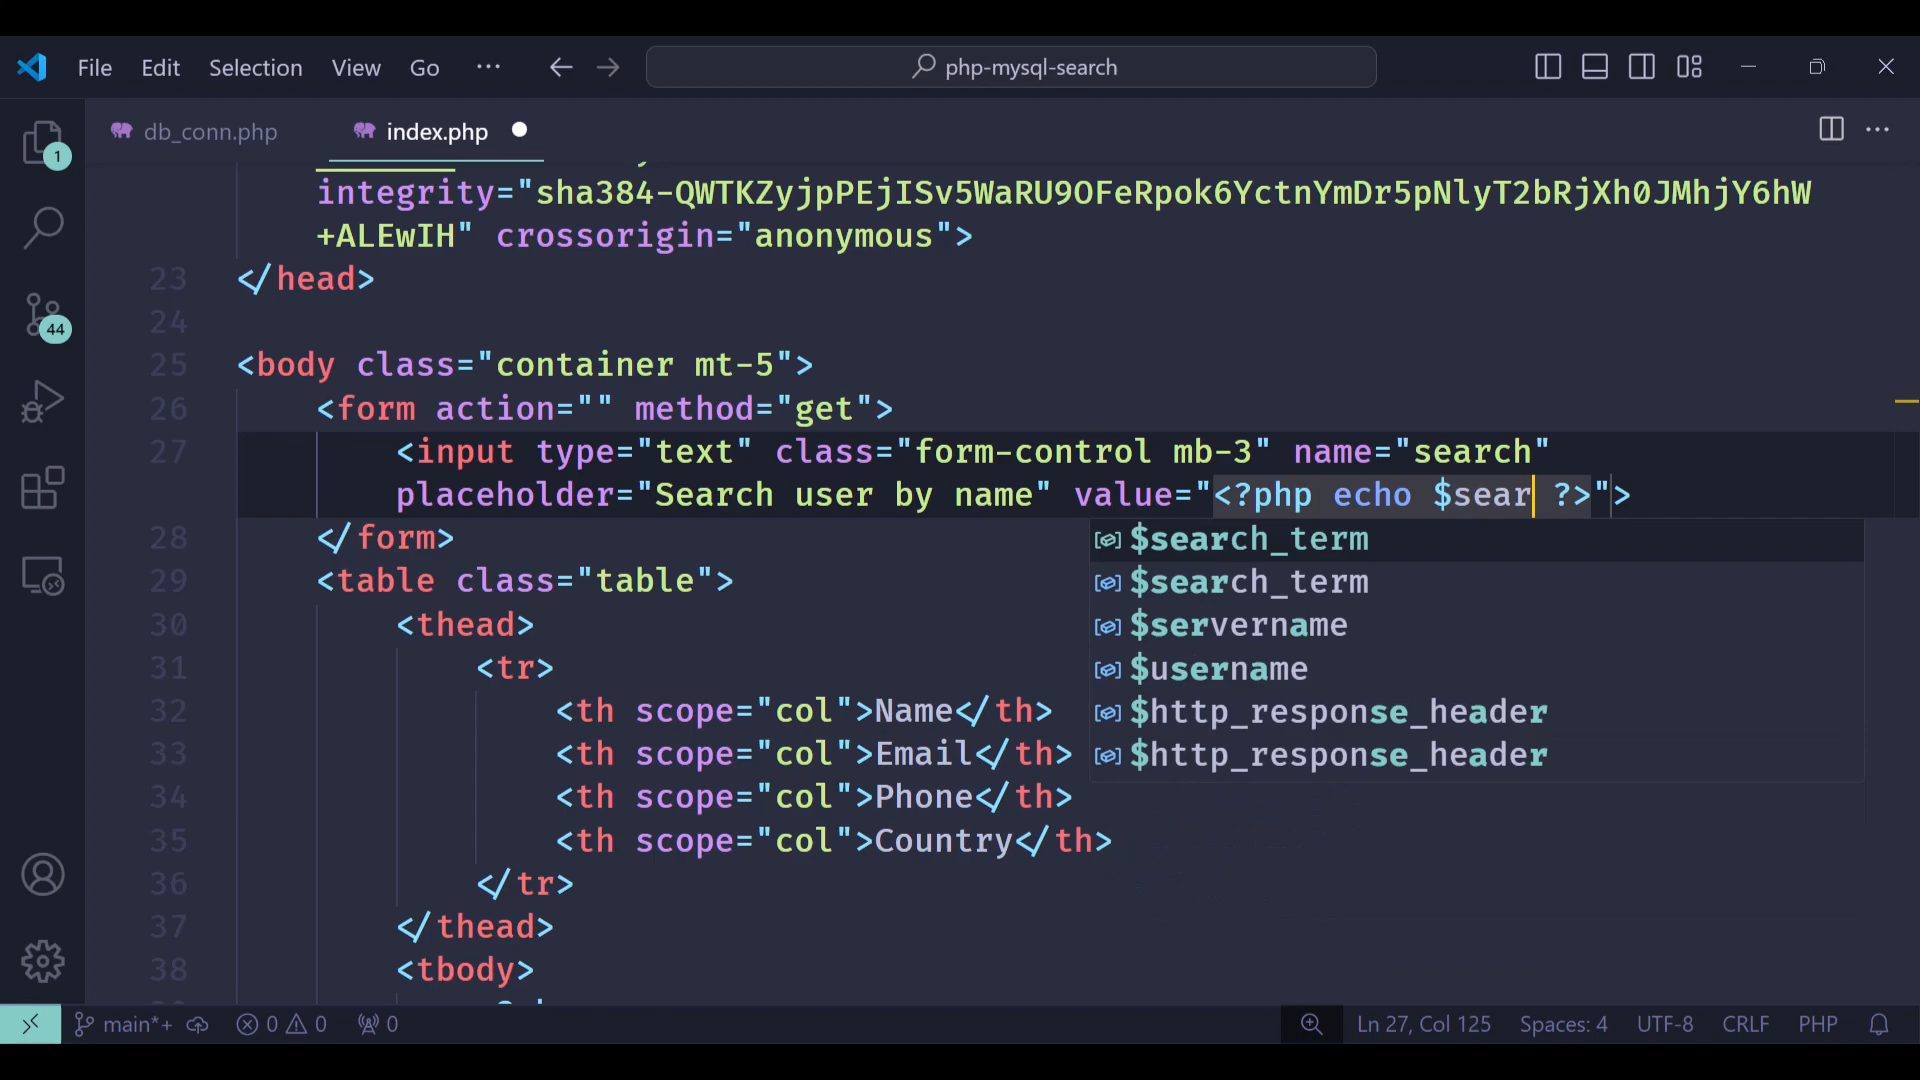 File Edit Selection View Go ··· php-mysql-search
db_conn.php index.php
1
44
integrity="sha384-QWTKZyjpPEjISv5WaRU9OFeRpok6YctnYmDr5pNlyT2bRjXh0JMhjY6hW
+ALEwIH" crossorigin="anonymous">
23 </head>
24
25 <body class="container mt-5">
26 <form action="" method="get">
27 <input type="text" class="form-control mb-3" name="search"
placeholder="Search user by name" value="<?php echo $sear ?>">
28 </form>
29 <table class="table">
30 <thead>
31 <tr>
32 <th scope="col">Name</th>
33 <th scope="col">Email</th>
34 <th scope="col">Phone</th>
35 <th scope="col">Country</th>
36 </tr>
37 </thead>
38 <tbody>
$search_term
$search_term
$servername
$username
$http_response_header
$http_response_header
main*+ 0 0 0 Ln 27, Col 125 Spaces: 4 UTF-8 CRLF PHP